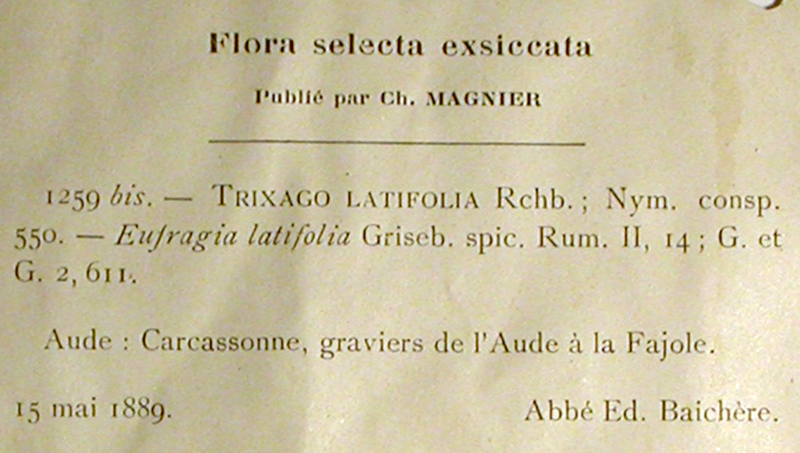 Flora selecta exsiccata
Publié par Ch. MAGNIER
1259 bis. — TRIXAGO LATIFOLIA Rchb. ; Nym. consp.
550. — Eufragia latifolia Griseb. spic. Rum. II, 14 ; G. et
G. 2, 611.
Aude : Carcassonne, graviers de l'Aude à la Fajole.
15 mai 1889. Abbé Ed. Baichère.